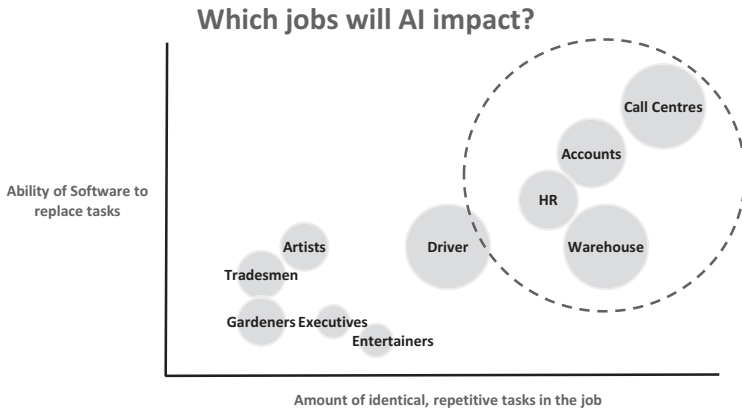 Which jobs will AI impact?
Call Centres
Accounts
Ability of Software to
replace tasks
HR
Artists
Driver
Warehouse
Tradesmen
Gardeners
Executives
Entertainers
Amount of identical, repetitive tasks in the job